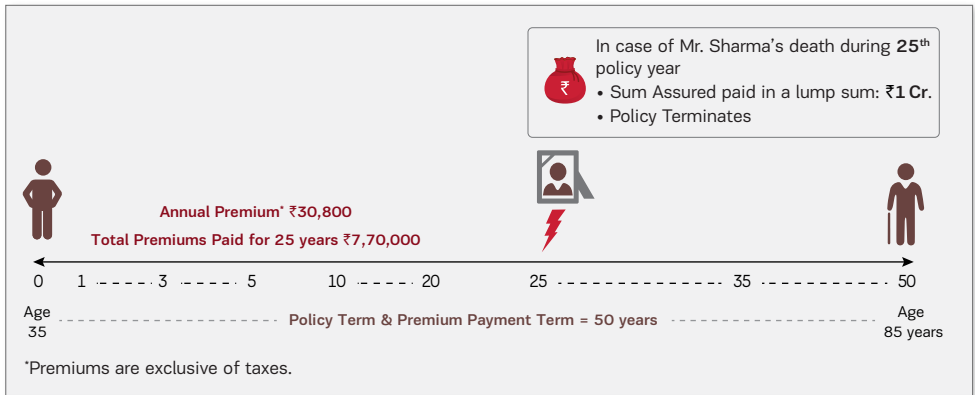 In case of Mr. Sharma's death during 25th
policy year
• Sum Assured paid in a lump sum: ₹1 Cr.
• Policy Terminates
₹
Annual Premium* ₹30,800
Total Premiums Paid for 25 years ₹7,70,000
0 1 3 5 10 20 25 35 50
Age
35
Policy Term & Premium Payment Term = 50 years
Age
85 years
*Premiums are exclusive of taxes.